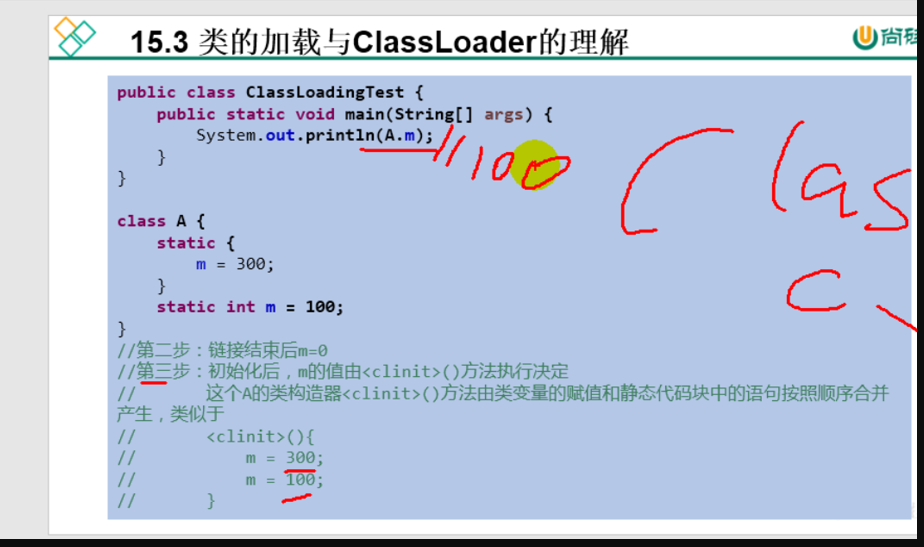 15.3 类的加载与ClassLoader的理解
尚硅
public class ClassLoadingTest {
public static void main(String[] args) {
System.out.println(A.m);
//100
}
}
class A {
static {
m = 300;
}
static int m = 100;
}
//第二步：链接结束后m=0
//第三步：初始化后，m的值由<clinit>()方法执行决定
// 这个A的类构造器<clinit>()方法由类变量的赋值和静态代码块中的语句按照顺序合并
产生，类似于
// <clinit>(){
// m = 300;
// m = 100;
// }